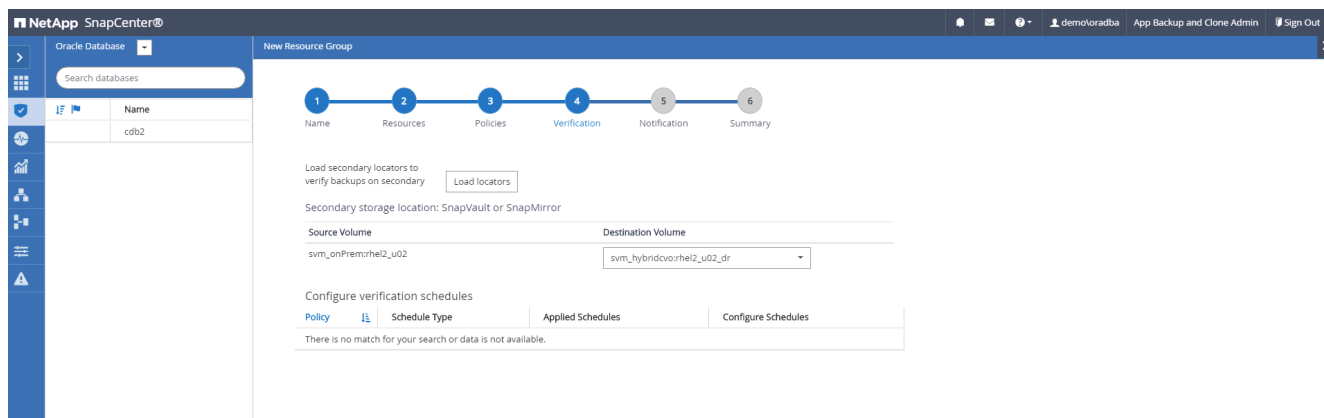 NetApp SnapCenter®
demo\oradba App Backup and Clone Admin Sign Out
Oracle Database
New Resource Group
Search databases
Name
cdb2
1 2 3 4 5 6
Name Resources Policies Verification Notification Summary
Load secondary locators to
verify backups on secondary
Load locators
Secondary storage location: SnapVault or SnapMirror
Source Volume Destination Volume
svm_onPrem:rhel2_u02 svm_hybridcvo:rhel2_u02_dr
Configure verification schedules
Policy Schedule Type Applied Schedules Configure Schedules
There is no match for your search or data is not available.